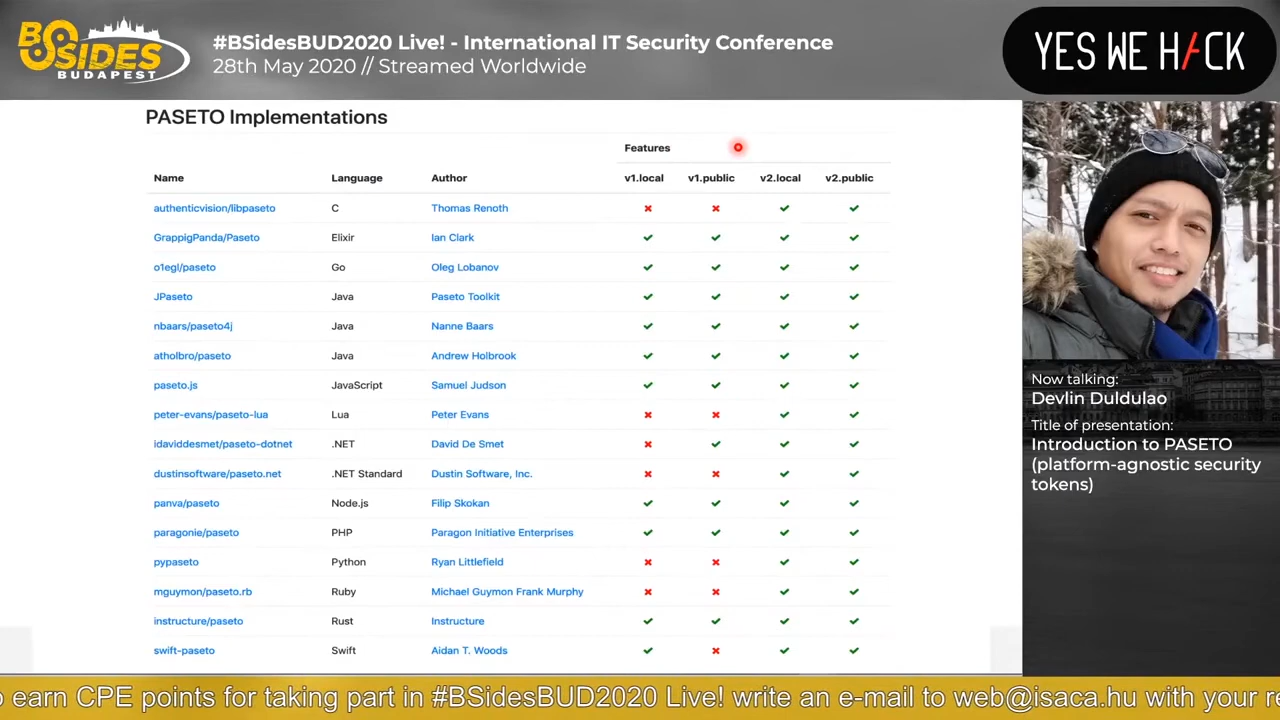 BSIDES
BUDAPEST
#BSidesBUD2020 Live! - International IT Security Conference
28th May 2020 // Streamed Worldwide
YES WE H/CK
PASETO Implementations
Features
Name Language Author v1.local v1.public v2.local v2.public
authenticvision/libpaseto C Thomas Renoth ✖ ✖ ✔ ✔
GrappigPanda/Paseto Elixir Ian Clark ✔ ✔ ✔ ✔
o1egl/paseto Go Oleg Lobanov ✔ ✔ ✔ ✔
JPaseto Java Paseto Toolkit ✔ ✔ ✔ ✔
nbaars/paseto4j Java Nanne Baars ✔ ✔ ✔ ✔
atholbro/paseto Java Andrew Holbrook ✔ ✔ ✔ ✔
paseto.js JavaScript Samuel Judson ✔ ✔ ✔ ✔
peter-evans/paseto-lua Lua Peter Evans ✖ ✖ ✔ ✔
idaviddesmet/paseto-dotnet .NET David De Smet ✖ ✔ ✔ ✔
dustinsoftware/paseto.net .NET Standard Dustin Software, Inc. ✖ ✖ ✔ ✔
panva/paseto Node.js Filip Skokan ✔ ✔ ✔ ✔
paragonie/paseto PHP Paragon Initiative Enterprises ✔ ✔ ✔ ✔
pypaseto Python Ryan Littlefield ✖ ✖ ✔ ✔
mguymon/paseto.rb Ruby Michael Guymon Frank Murphy ✖ ✖ ✔ ✔
instructure/paseto Rust Instructure ✔ ✔ ✔ ✔
swift-paseto Swift Aidan T. Woods ✔ ✖ ✔ ✔
Now talking:
Devlin Duldulao
Title of presentation:
Introduction to PASETO
(platform-agnostic security
tokens)
o earn CPE points for taking part in #BSidesBUD2020 Live! write an e-mail to web@isaca.hu with your re